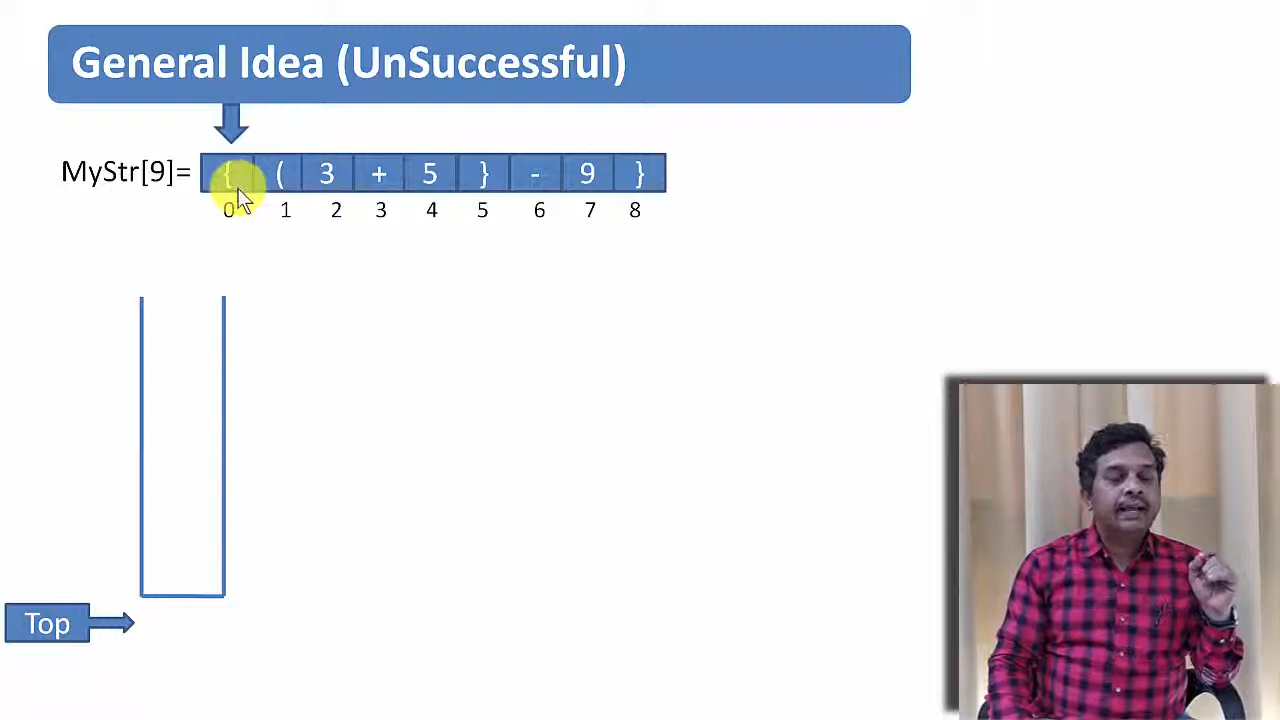 General Idea (UnSuccessful)
MyStr[9]= { ( 3 + 5 } - 9 }
0 1 2 3 4 5 6 7 8
Top